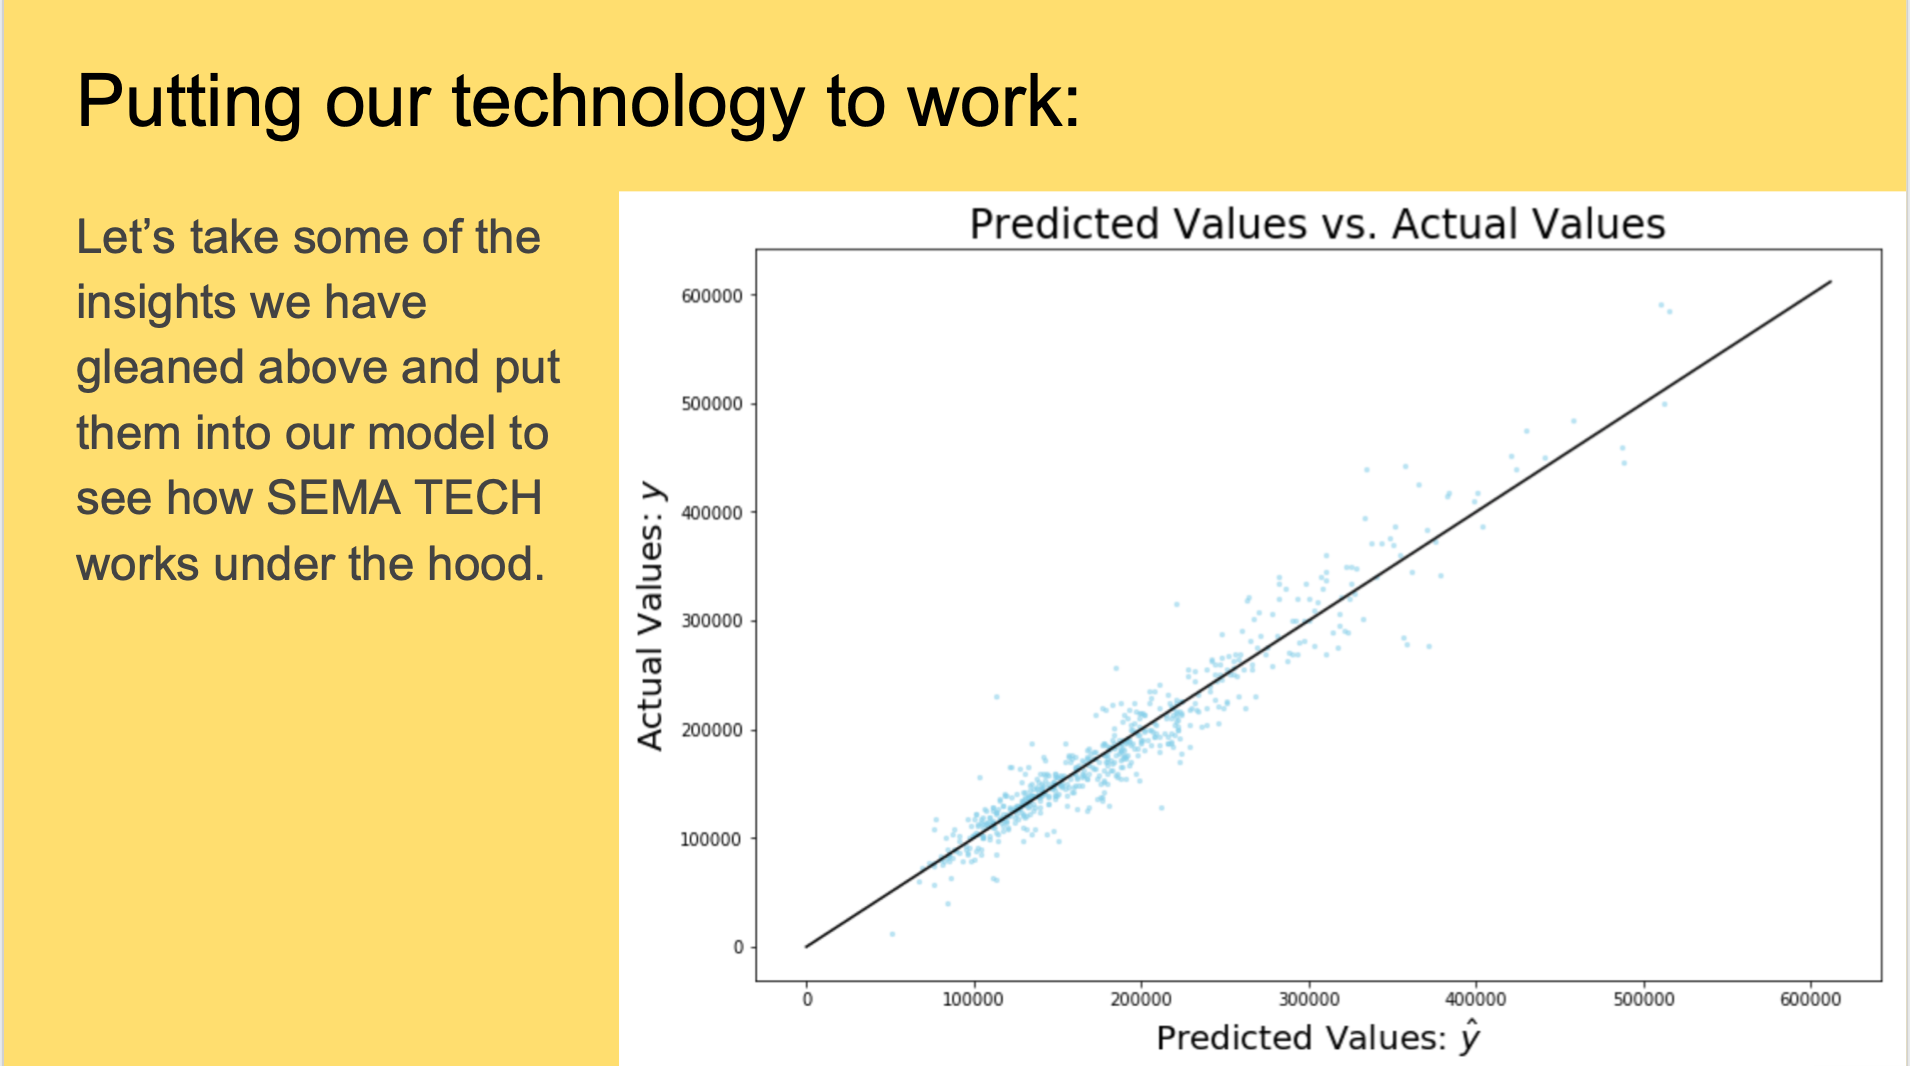 Putting our technology to work:
Let’s take some of the
insights we have
gleaned above and put
them into our model to
see how SEMA TECH
works under the hood.
Predicted Values vs. Actual Values
Actual Values: y
600000
500000
400000
300000
200000
100000
0
0 100000 200000 300000 400000 500000 600000
Predicted Values: ŷ